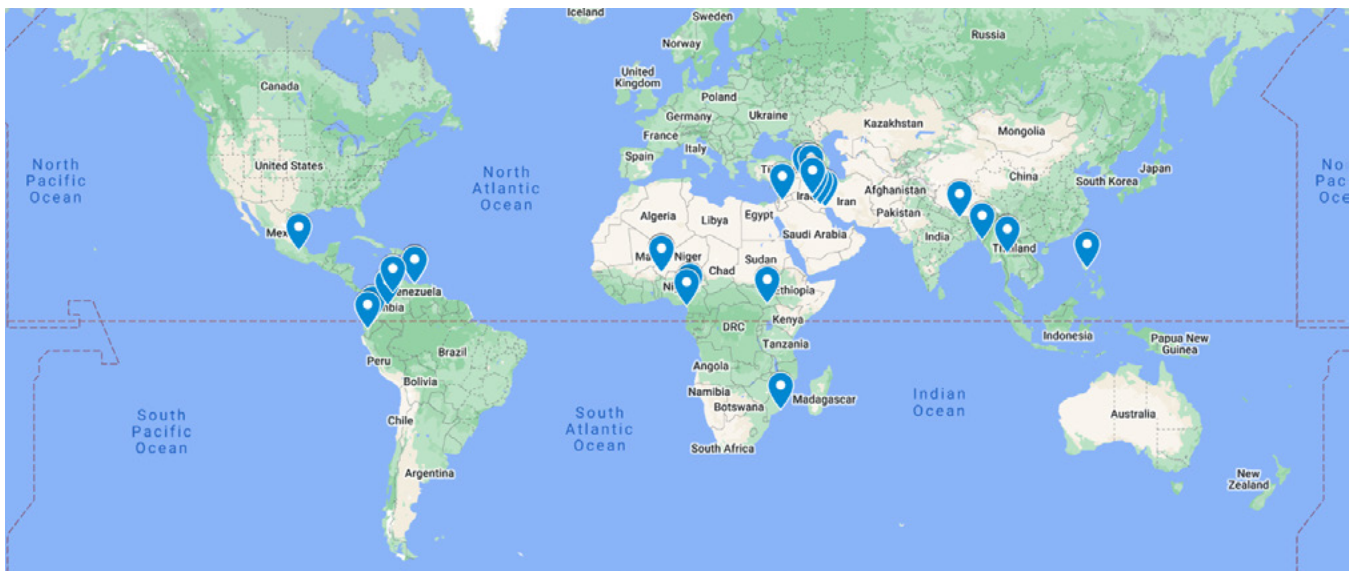 Iceland
Sweden
Russia
Norway
Canada
United
Kingdom
Poland
Germany
Ukraine
Kazakhstan
Mongolia
France
Italy
Spain
North
Pacific
Ocean
United States
North
Atlantic
Ocean
China
Japan
South Korea
Afghanistan
Iran
Pakistan
Algeria
Libya
Egypt
Saudi Arabia
India
Niger
Chad
Sudan
Ethiopia
Kenya
DRC
Tanzania
Indonesia
Papua New
Guinea
Peru
Brazil
Bolivia
Angola
Namibia
Botswana
Madagascar
Indian
Ocean
Australia
Chile
South
Pacific
Ocean
South
Atlantic
Ocean
South Africa
Argentina
New
Zealand